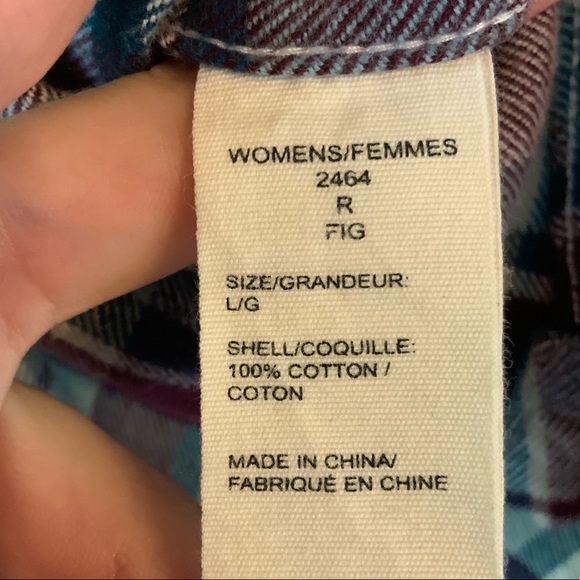 WOMENS/FEMMES
2464
R
FIG
SIZE/GRANDEUR:
L/G
SHELL/COQUILLE:
100% COTTON /
COTON
MADE IN CHINA/
FABRIQUÉ EN CHINE